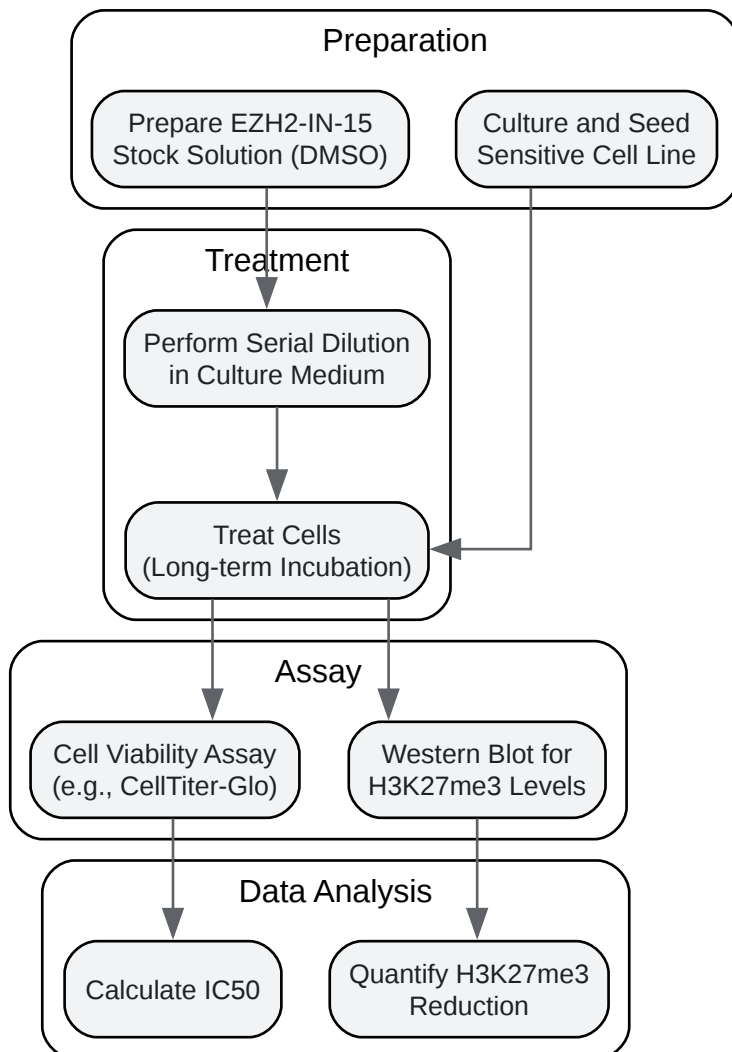 Preparation
Prepare EZH2-IN-15
Stock Solution (DMSO)
Culture and Seed
Sensitive Cell Line
Treatment
Perform Serial Dilution
in Culture Medium
Treat Cells
(Long-term Incubation)
Assay
Cell Viability Assay
(e.g., CellTiter-Glo)
Western Blot for
H3K27me3 Levels
Data Analysis
Calculate IC50
Quantify H3K27me3
Reduction